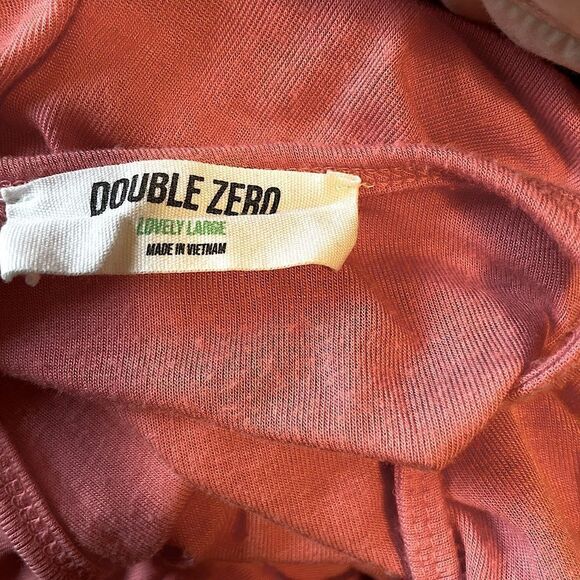 DOUBLE ZERO
LOVELY LARGE
MADE IN VIETNAM